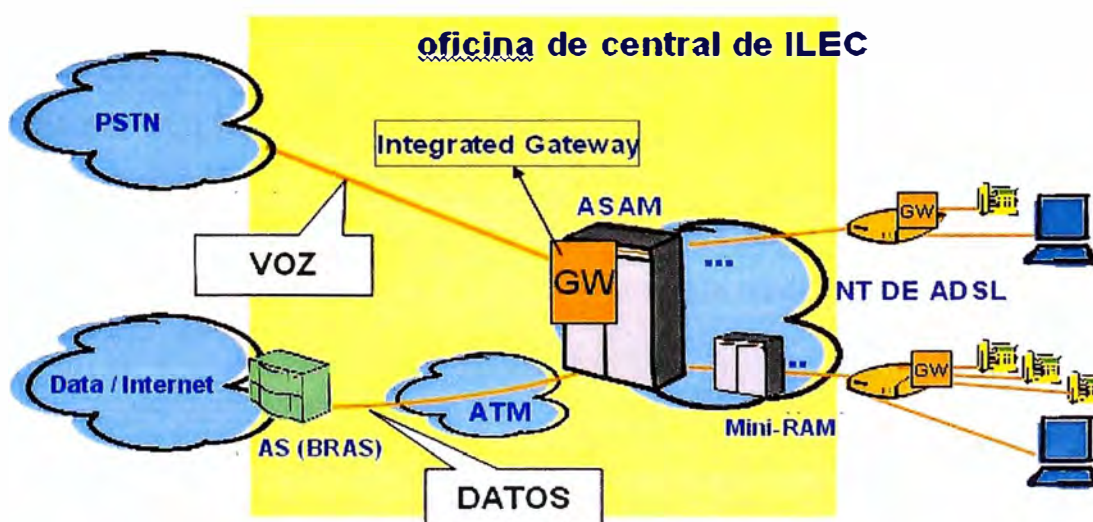 oficina de central de ILEC
PSTN
Integrated Gateway
ASAM
GW
VOZ
GW
...
NT DE ADSL
Data / Internet
ATM
AS (BRAS)
..
Mini-RAM
GW
DATOS